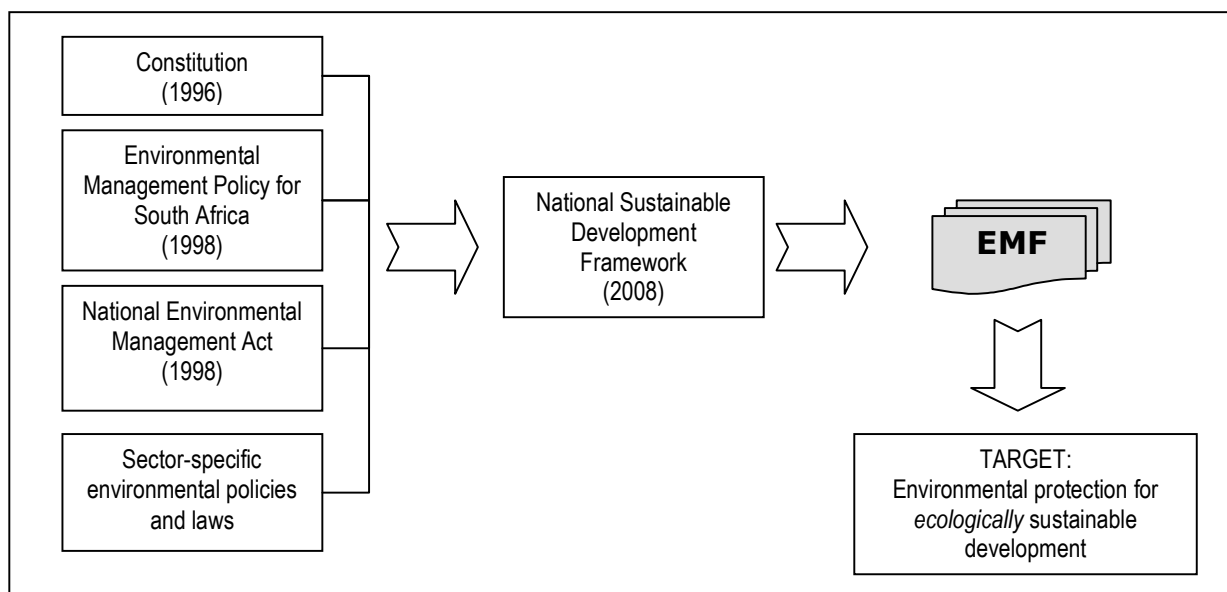 Constitution
(1996)
Environmental
Management Policy for
South Africa
(1998)
National Environmental
Management Act
(1998)
Sector-specific
environmental policies
and laws
National Sustainable
Development
Framework
(2008)
EMF
TARGET:
Environmental protection for
ecologically sustainable
development